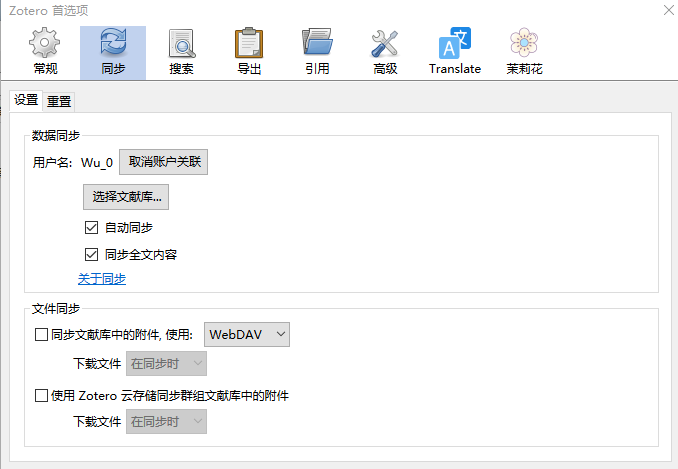 Zotero 首选项
常规 同步 搜索 导出 引用 高级 Translate 茉莉花
设置 重置
数据同步
用户名: Wu_0 取消账户关联
选择文献库...
自动同步
同步全文内容
关于同步
文件同步
同步文献库中的附件, 使用: WebDAV
下载文件 在同步时
使用 Zotero 云存储同步群组文献库中的附件
下载文件 在同步时